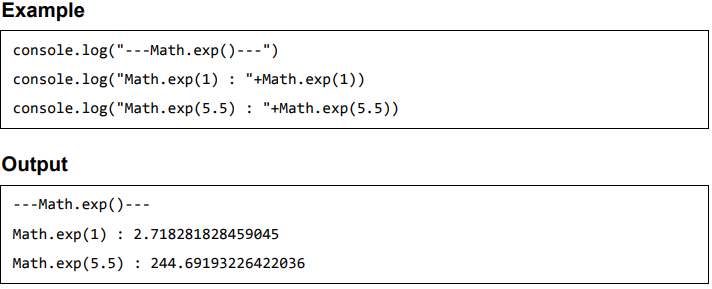 Example
console.log("---Math.exp()---")
console.log("Math.exp(1) : "+Math.exp(1))
console.log("Math.exp(5.5) : "+Math.exp(5.5))
Output
---Math.exp()---
Math.exp(1) : 2.718281828459045
Math.exp(5.5) : 244.69193226422036